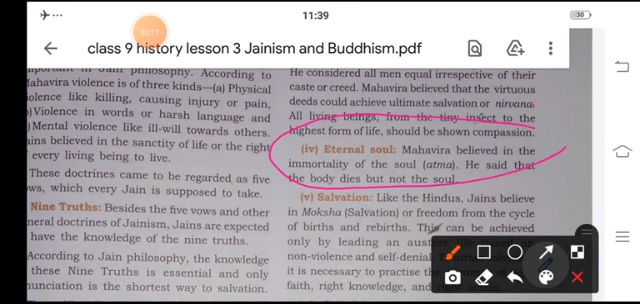 11:39
30
00:17
class 9 history lesson 3 Jainism and Buddhism.pdf
important in Jain philosophy. According to
Mahavira violence is of three kinds—(a) Physical
violence like killing, causing injury or pain,
Violence in words or harsh language and
Mental violence like ill-will towards others.
Jains believed in the sanctity of life or the right
every living being to live.
These doctrines came to be regarded as five
vows, which every Jain is supposed to take.
Nine Truths: Besides the five vows and other
general doctrines of Jainism, Jains are expected
have the knowledge of the nine truths.
According to Jain philosophy, the knowledge
these Nine Truths is essential and only
is the shortest way to salvation.
He considered all men equal irrespective of their
caste or creed. Mahavira believed that the virtuous
deeds could achieve ultimate salvation or nirvana.
All living beings, from the tiny insect to the
highest form of life, should be shown compassion.
(iv) Eternal soul: Mahavira believed in the
immortality of the soul (atma). He said that
the body dies but not the soul.
(v) Salvation: Like the Hindus, Jains believe
in Moksha (Salvation) or freedom from the cycle
of births and rebirths. This can be achieved
only by leading an austere life
non-violence and self-denial.
it is necessary to practise the
faith, right knowledge, and